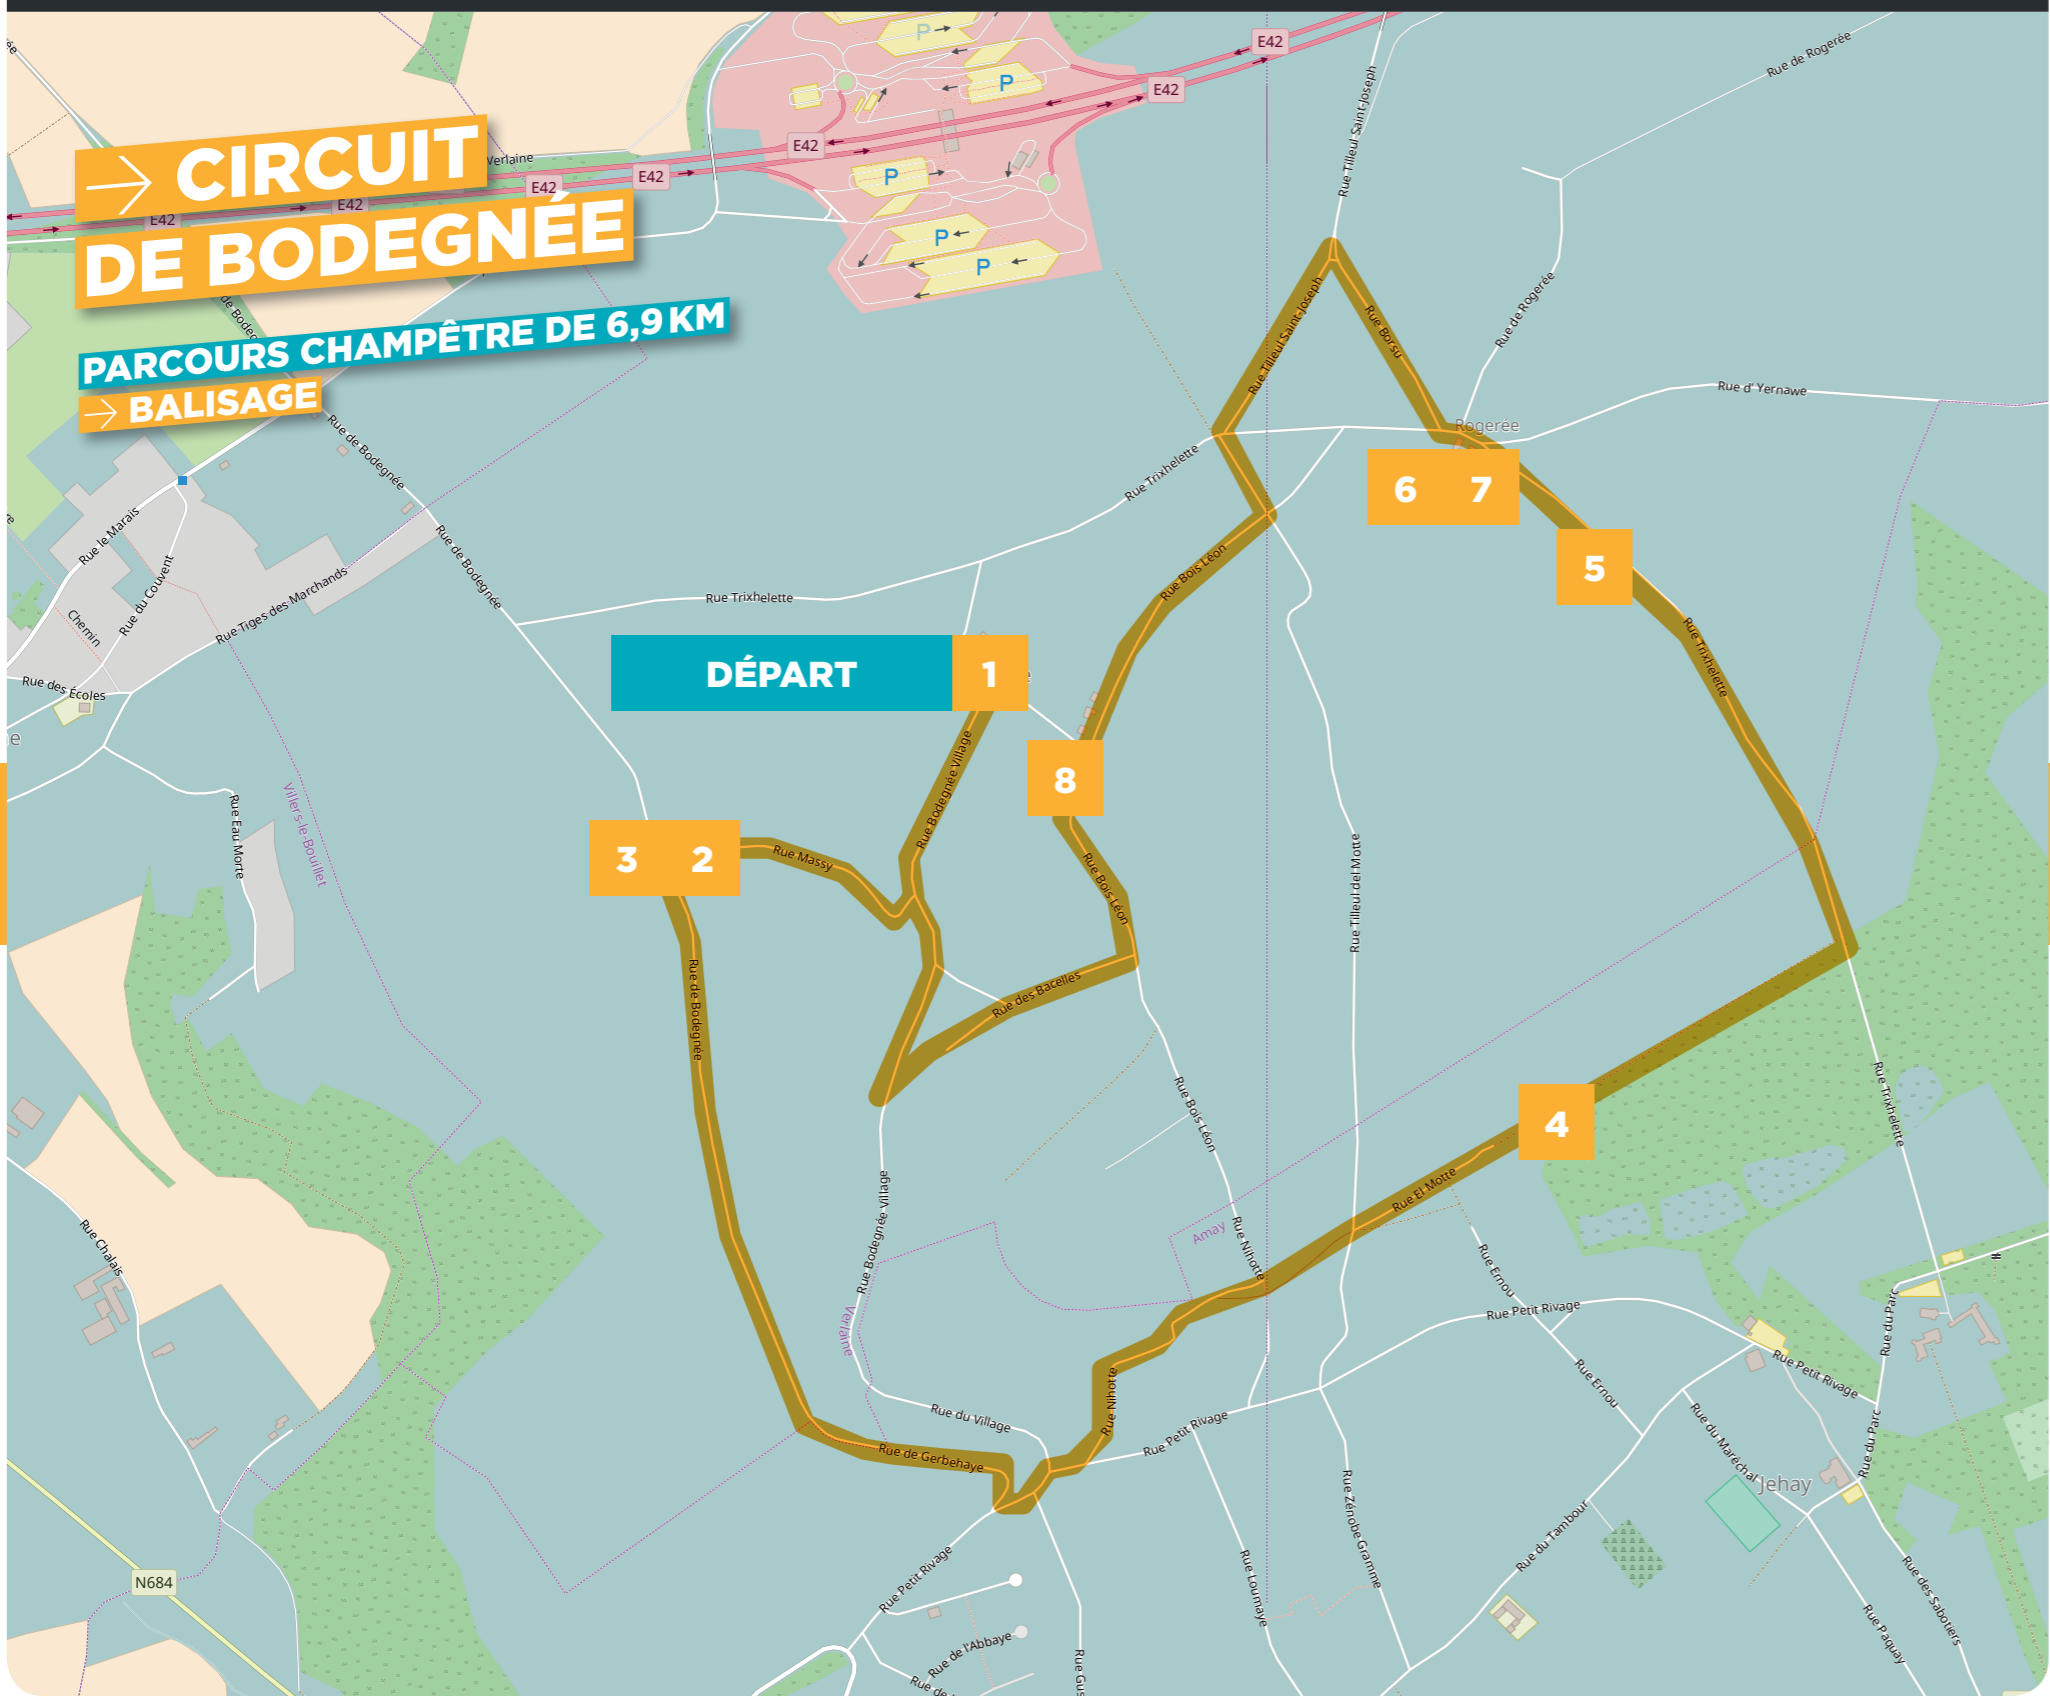 → CIRCUIT
DE BODEGNÉE
PARCOURS CHAMPÊTRE DE 6,9 KM
→ BALISAGE
P
P
P
P
P
E42
E42
E42
E42
E42
E42
E42
Verlaine
Rue de Rogerée
Rue Tilleul Saint-Joseph
Rue Tilleul Saint-Joseph
Rue Borsu
Rue de Rogerée
Rue d' Yernawe
Rogerée
Rue de Bodegnée
Rue de Bodegnée
Rue le Marais
Rue du Couvent
Chemin
Rue Tiges des Marchands
Rue des Écoles
Rue Trixhelette
Rue Trixhelette
Rue Bois Léon
6 7
5
Rue Trixhelette
DÉPART 1
Rue Bodegnée Village
8
3 2
Rue Massy
Rue Bois Léon
Rue Eau Morte
Villers-le-Bouillet
Rue Tilleul del Motte
Rue de Bodegnée
Rue des Bacelles
Rue Bois Léon
Rue Trixhelette
4
Rue El Motte
Rue Bodegnée Village
Amay
Rue Nihotte
Verlaine
Rue Chalais
Rue Ernou
Rue Petit Rivage
Rue du Parc
Rue Petit Rivage
Rue Ernou
Rue du Village
Rue Nihotte
Rue Petit Rivage
Rue de Gerbehaye
Rue du Maréchal
Rue du Parc
Jehay
Rue Zénobe Gramme
Rue du Tambour
N684
Rue Petit Rivage
Rue Loumaye
Rue des Sabotiers
Rue Paquay
Rue de l'Abbaye